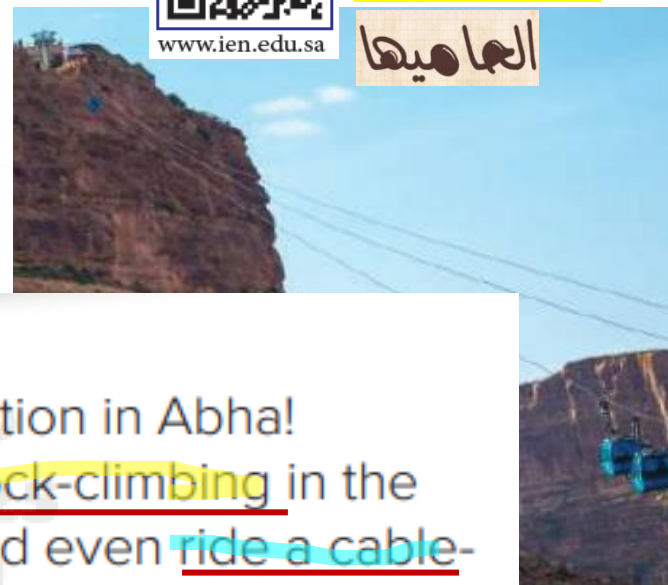 www.ien.edu.sa
العاميها
tion in Abha!
ck-climbing in the
d even ride a cable-